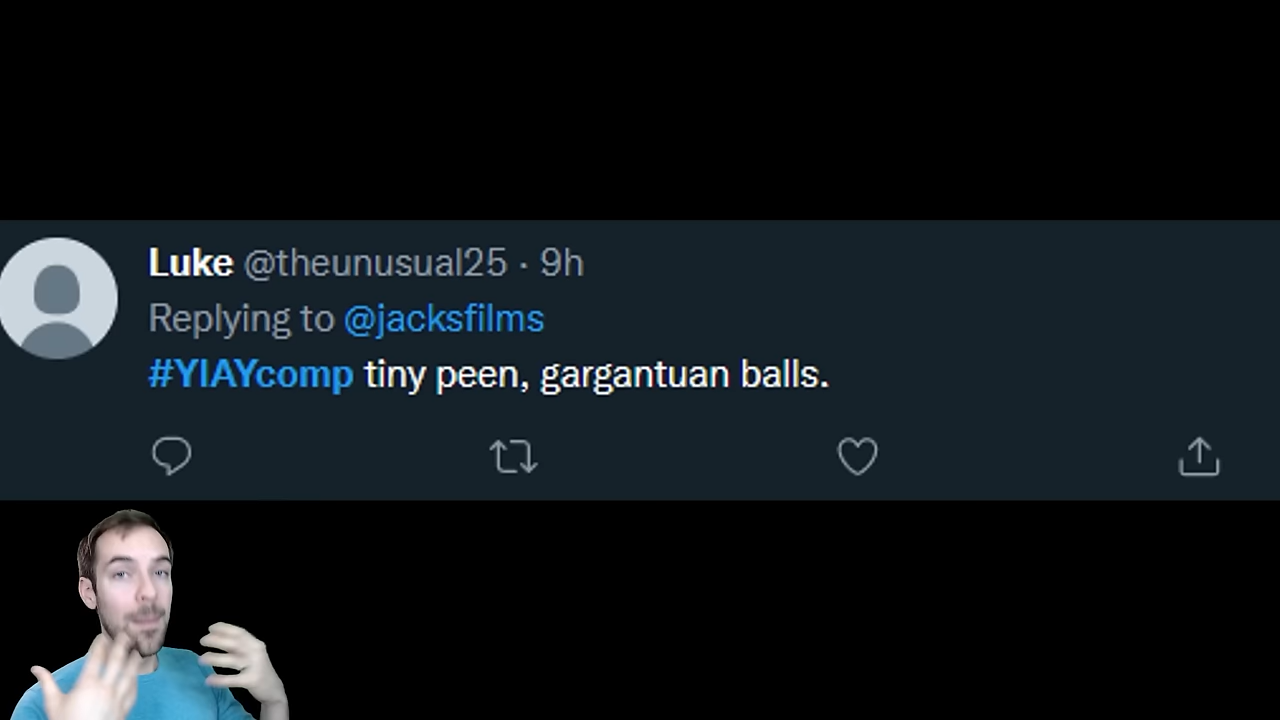 Luke @theunusual25 · 9h
Replying to @jacksfilms
#YIAYcomp tiny peen, gargantuan balls.